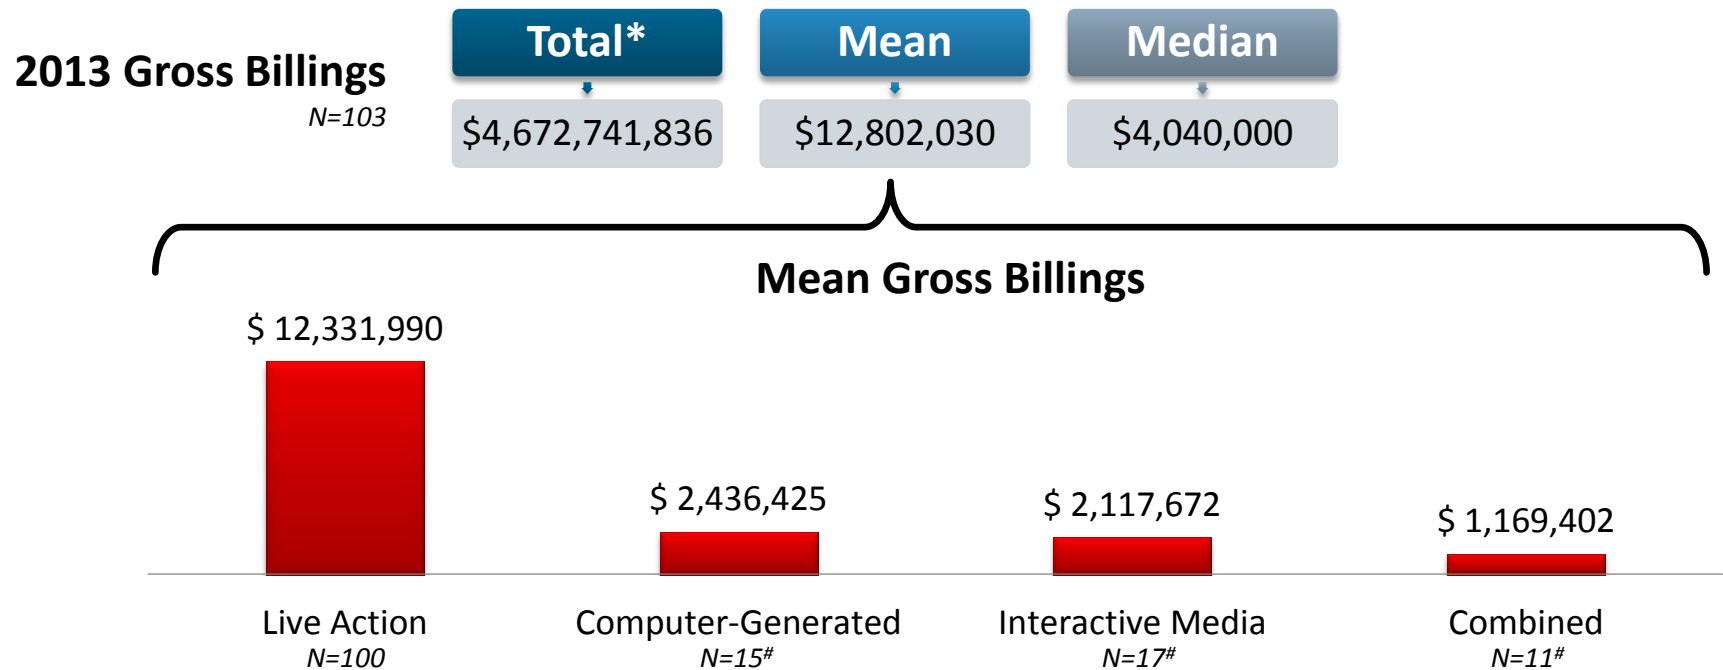 2013 Gross Billings
N=103
Total*
Mean
Median
$4,672,741,836
$12,802,030
$4,040,000
Mean Gross Billings
$ 12,331,990
$ 2,436,425
$ 2,117,672
$ 1,169,402
Live Action
N=100
Computer-Generated
N=15#
Interactive Media
N=17#
Combined
N=11#